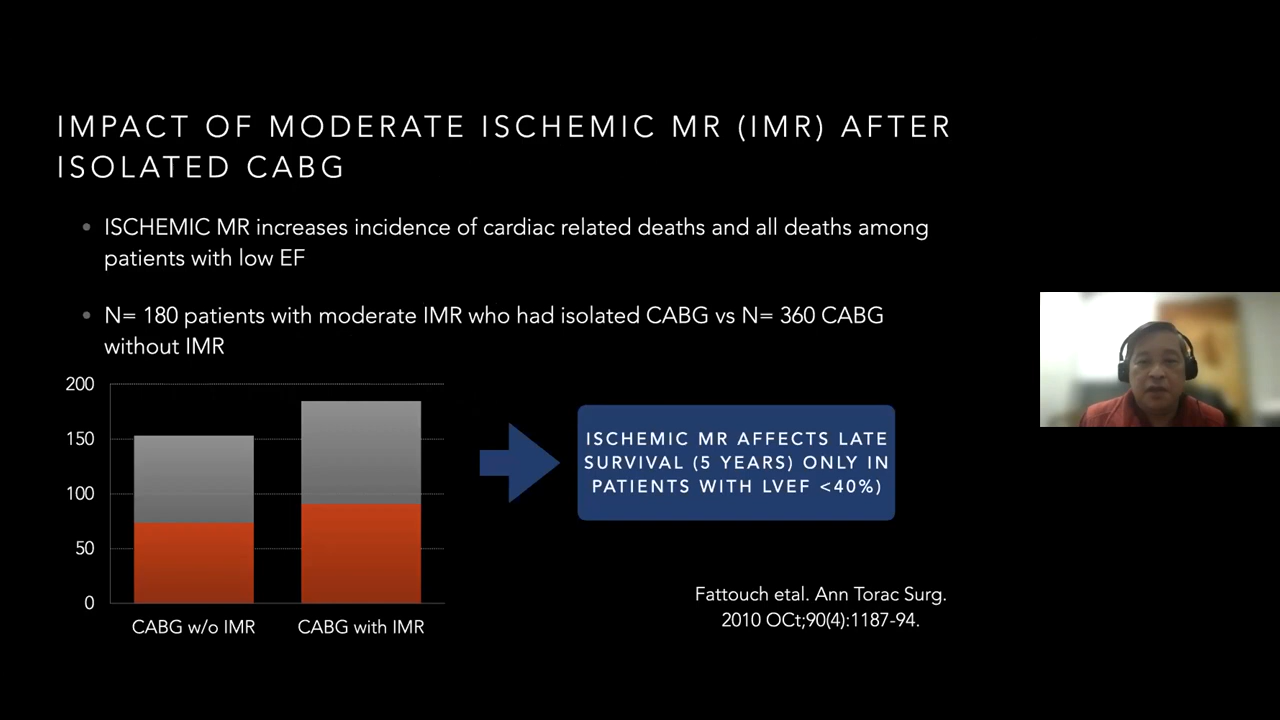 IMPACT OF MODERATE ISCHEMIC MR (IMR) AFTER
ISOLATED CABG
• ISCHEMIC MR increases incidence of cardiac related deaths and all deaths among
patients with low EF
• N= 180 patients with moderate IMR who had isolated CABG vs N= 360 CABG
without IMR
200
150
100
50
0
CABG w/o IMR
CABG with IMR
ISCHEMIC MR AFFECTS LATE
SURVIVAL (5 YEARS) ONLY IN
PATIENTS WITH LVEF <40%)
Fattouch etal. Ann Torac Surg.
2010 OCt;90(4):1187-94.